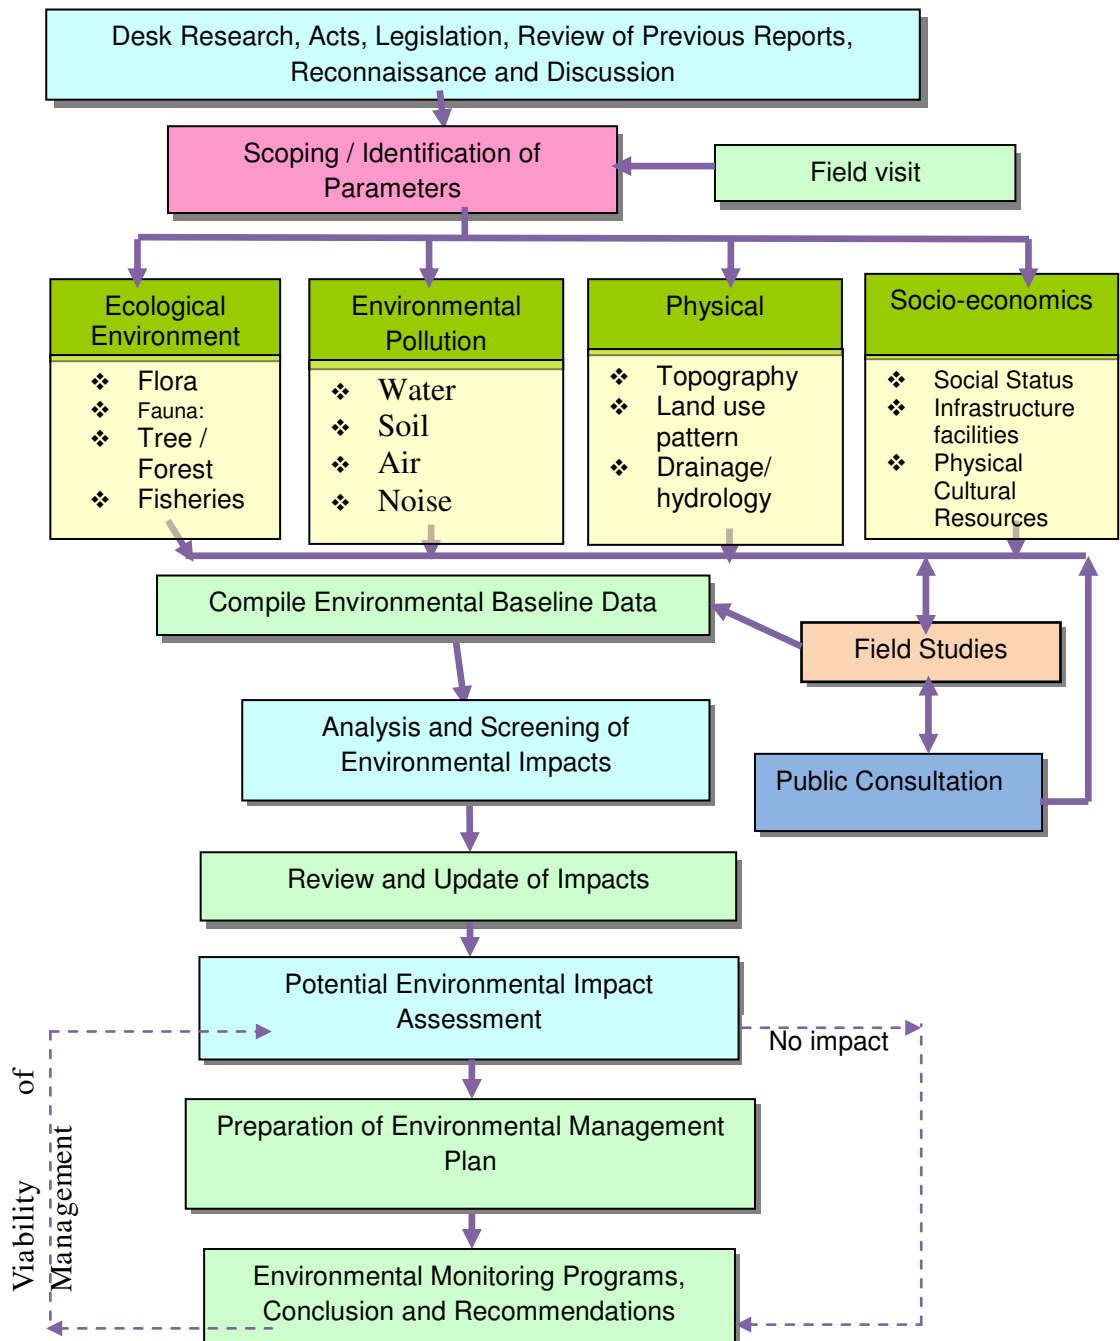 Desk Research, Acts, Legislation, Review of Previous Reports,
Reconnaissance and Discussion
Scoping / Identification of
Parameters
Field visit
Ecological
Environment
❖ Flora
❖ Fauna:
❖ Tree /
Forest
❖ Fisheries
Environmental
Pollution
❖ Water
❖ Soil
❖ Air
❖ Noise
Physical
❖ Topography
❖ Land use
pattern
❖ Drainage/
hydrology
Socio-economics
❖ Social Status
❖ Infrastructure
facilities
❖ Physical
Cultural
Resources
Compile Environmental Baseline Data
Field Studies
Analysis and Screening of
Environmental Impacts
Public Consultation
Review and Update of Impacts
Potential Environmental Impact
Assessment
No impact
Viability of
Management
Preparation of Environmental Management
Plan
Environmental Monitoring Programs,
Conclusion and Recommendations